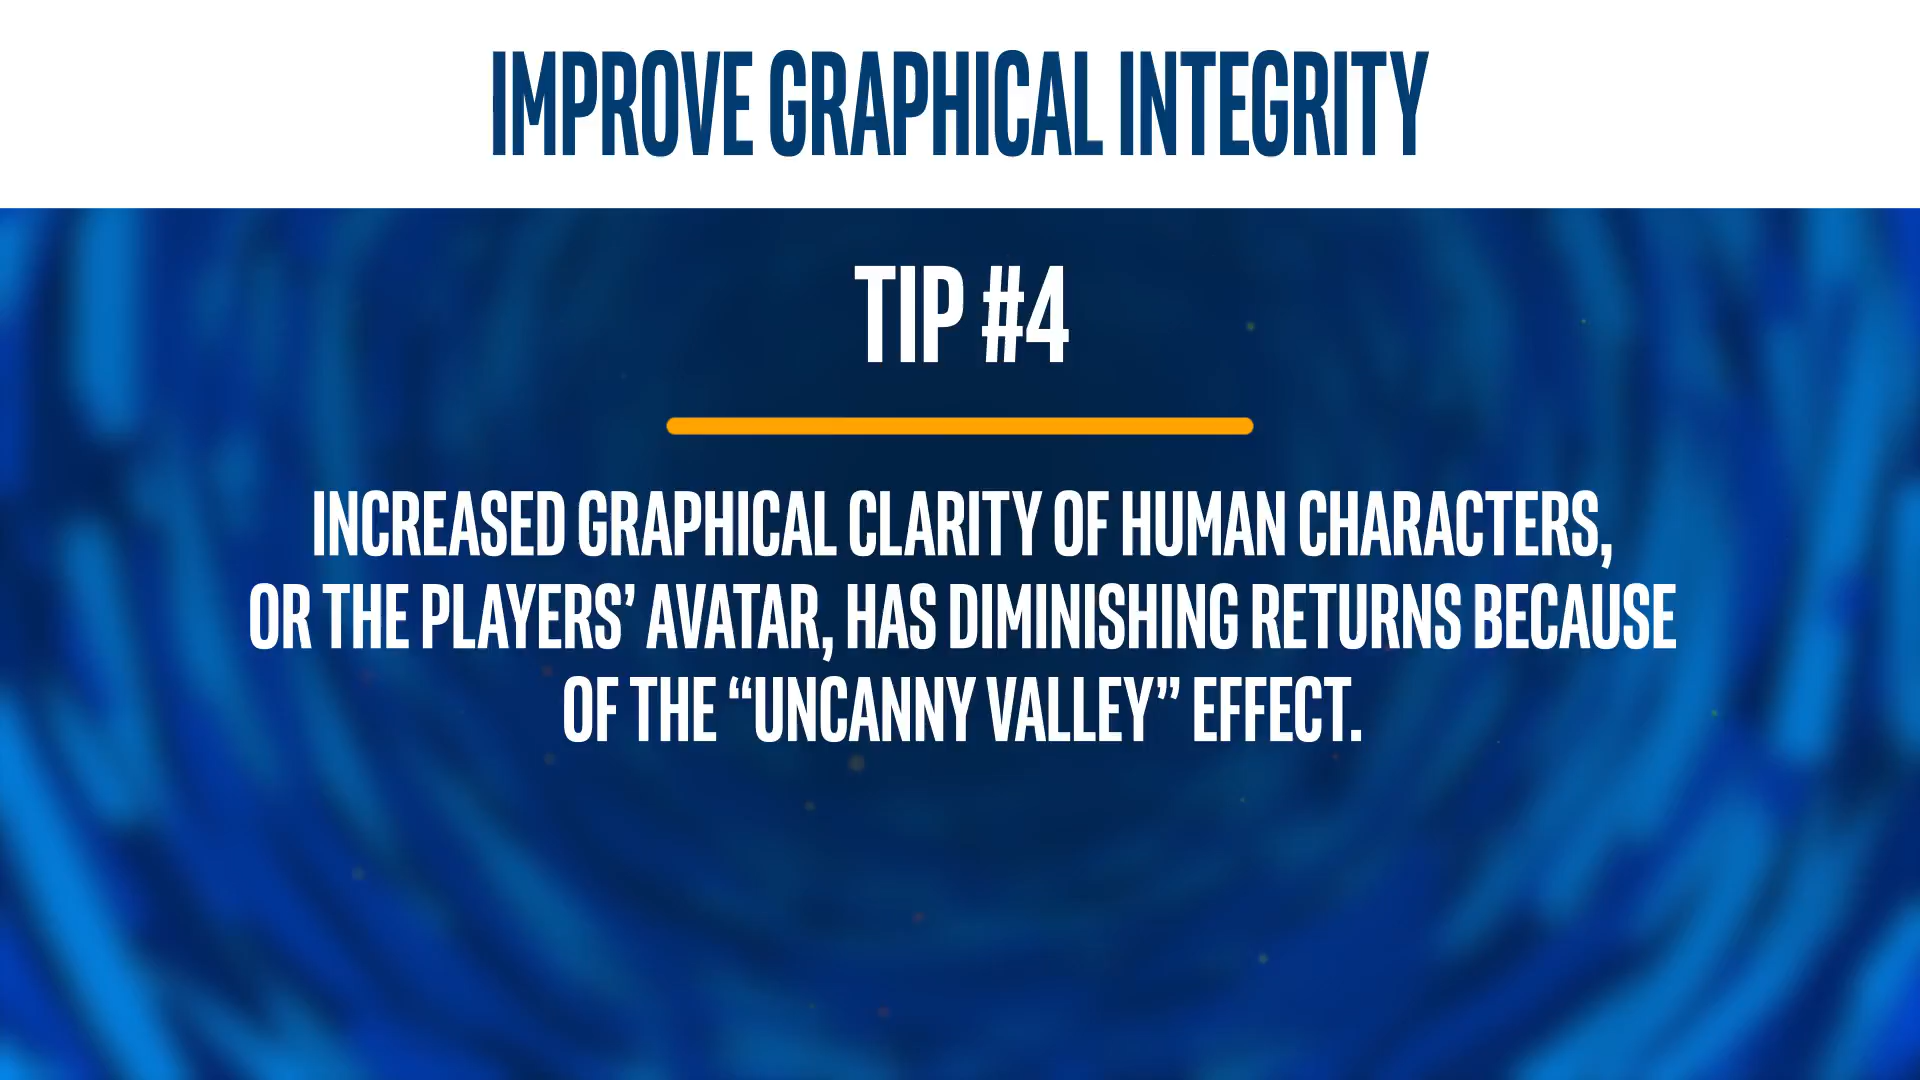 IMPROVE GRAPHICAL INTEGRITY
TIP #4
INCREASED GRAPHICAL CLARITY OF HUMAN CHARACTERS,
OR THE PLAYERS’ AVATAR, HAS DIMINISHING RETURNS BECAUSE
OF THE “UNCANNY VALLEY” EFFECT.